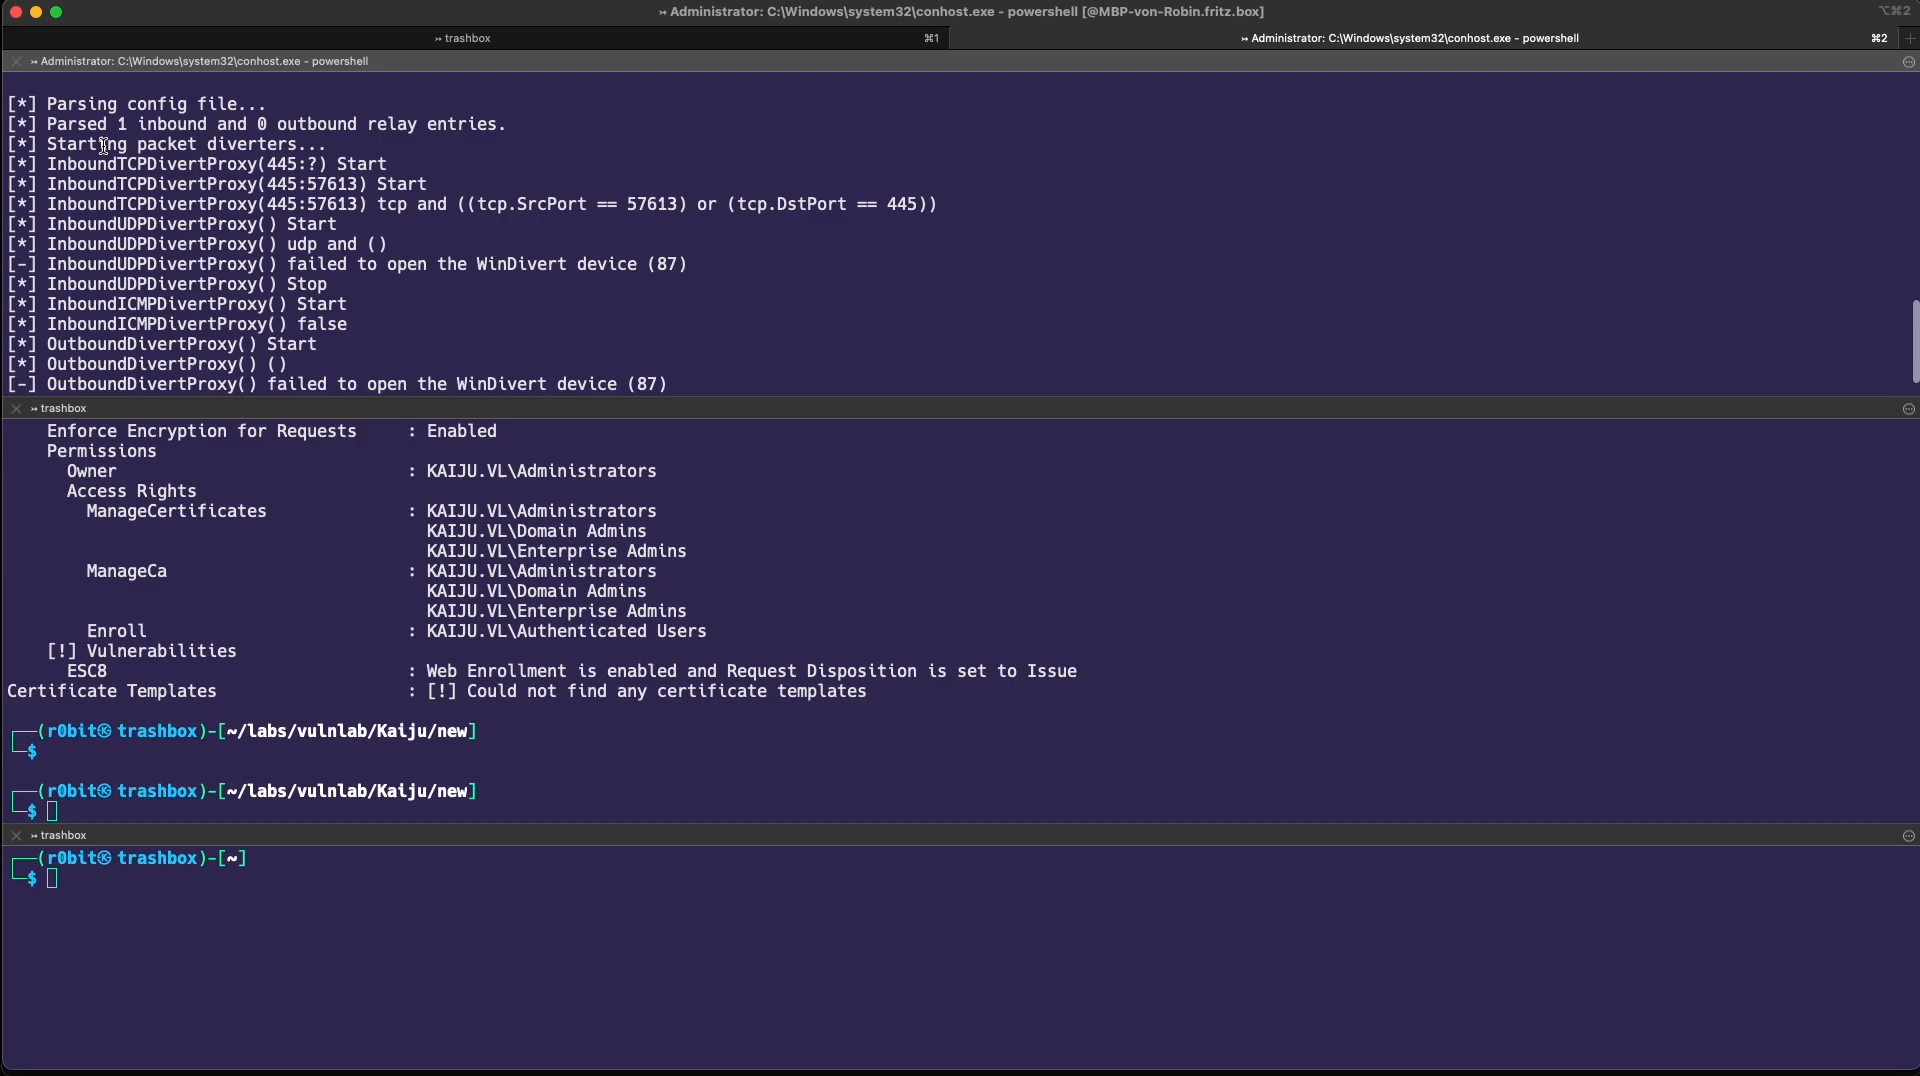 ↣ Administrator: C:\Windows\system32\conhost.exe - powershell [@MBP-von-Robin.fritz.box]
⌥⌘2
↣ trashbox ⌘1
↣ Administrator: C:\Windows\system32\conhost.exe - powershell ⌘2
↣ Administrator: C:\Windows\system32\conhost.exe - powershell
[*] Parsing config file...
[*] Parsed 1 inbound and 0 outbound relay entries.
[*] Starting packet diverters...
[*] InboundTCPDivertProxy(445:?) Start
[*] InboundTCPDivertProxy(445:57613) Start
[*] InboundTCPDivertProxy(445:57613) tcp and ((tcp.SrcPort == 57613) or (tcp.DstPort == 445))
[*] InboundUDPDivertProxy() Start
[*] InboundUDPDivertProxy() udp and ()
[-] InboundUDPDivertProxy() failed to open the WinDivert device (87)
[*] InboundUDPDivertProxy() Stop
[*] InboundICMPDivertProxy() Start
[*] InboundICMPDivertProxy() false
[*] OutboundDivertProxy() Start
[*] OutboundDivertProxy() ()
[-] OutboundDivertProxy() failed to open the WinDivert device (87)
↣ trashbox
Enforce Encryption for Requests : Enabled
Permissions
Owner : KAIJU.VL\Administrators
Access Rights
ManageCertificates : KAIJU.VL\Administrators
KAIJU.VL\Domain Admins
KAIJU.VL\Enterprise Admins
ManageCa : KAIJU.VL\Administrators
KAIJU.VL\Domain Admins
KAIJU.VL\Enterprise Admins
Enroll : KAIJU.VL\Authenticated Users
[!] Vulnerabilities
ESC8 : Web Enrollment is enabled and Request Disposition is set to Issue
Certificate Templates : [!] Could not find any certificate templates
┌──(r0bit㉿trashbox)-[~/labs/vulnlab/Kaiju/new]
└─$
┌──(r0bit㉿trashbox)-[~/labs/vulnlab/Kaiju/new]
└─$
↣ trashbox
┌──(r0bit㉿trashbox)-[~]
└─$